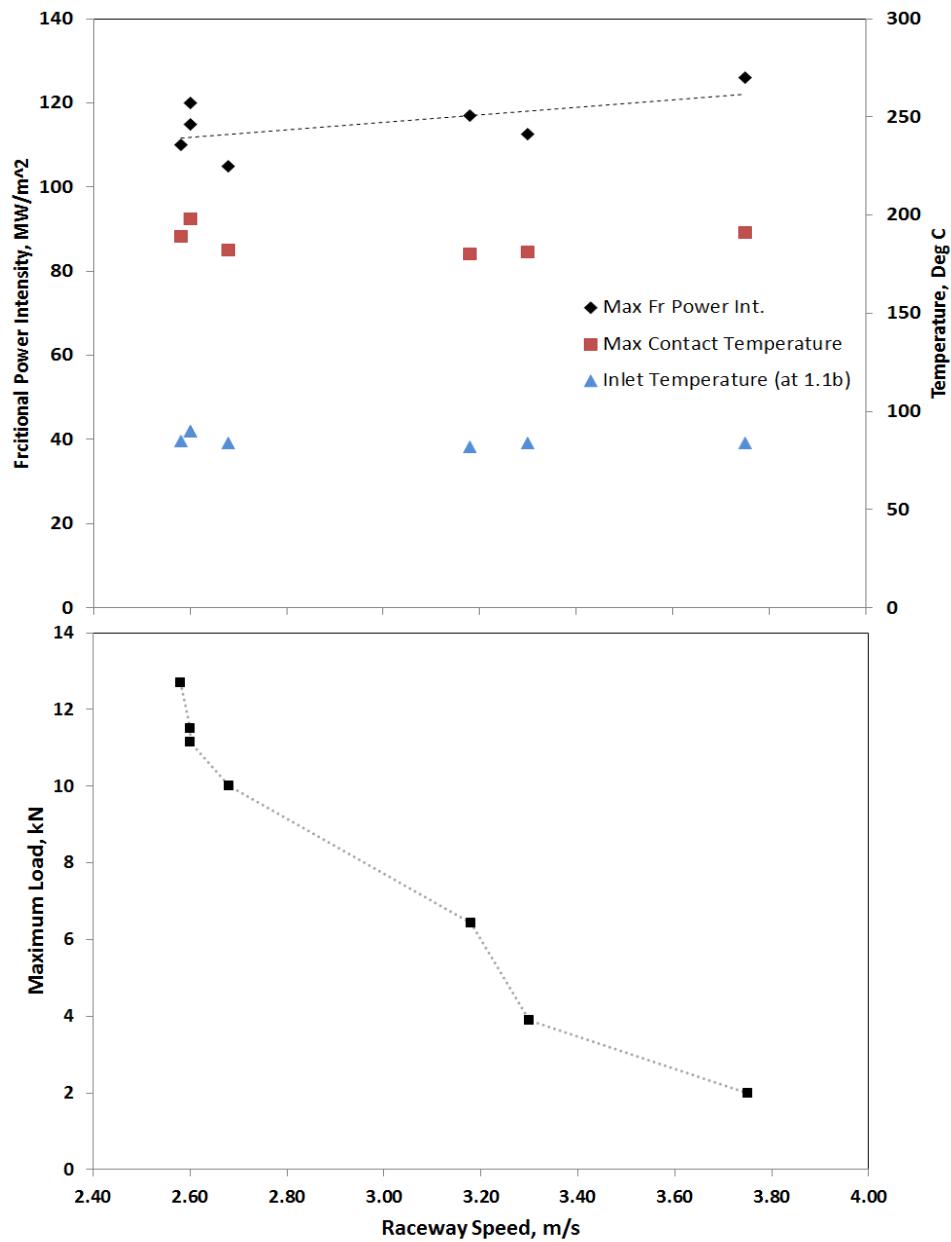 140
120
100
80
60
40
20
0
Frcitional Power Intensity, MW/m^2
300
250
200
150
100
50
0
Temperature, Deg C
Max Fr Power Int.
Max Contact Temperature
Inlet Temperature (at 1.1b)
14
12
10
8
6
4
2
0
Maximum Load, kN
2.40 2.60 2.80 3.00 3.20 3.40 3.60 3.80 4.00
Raceway Speed, m/s